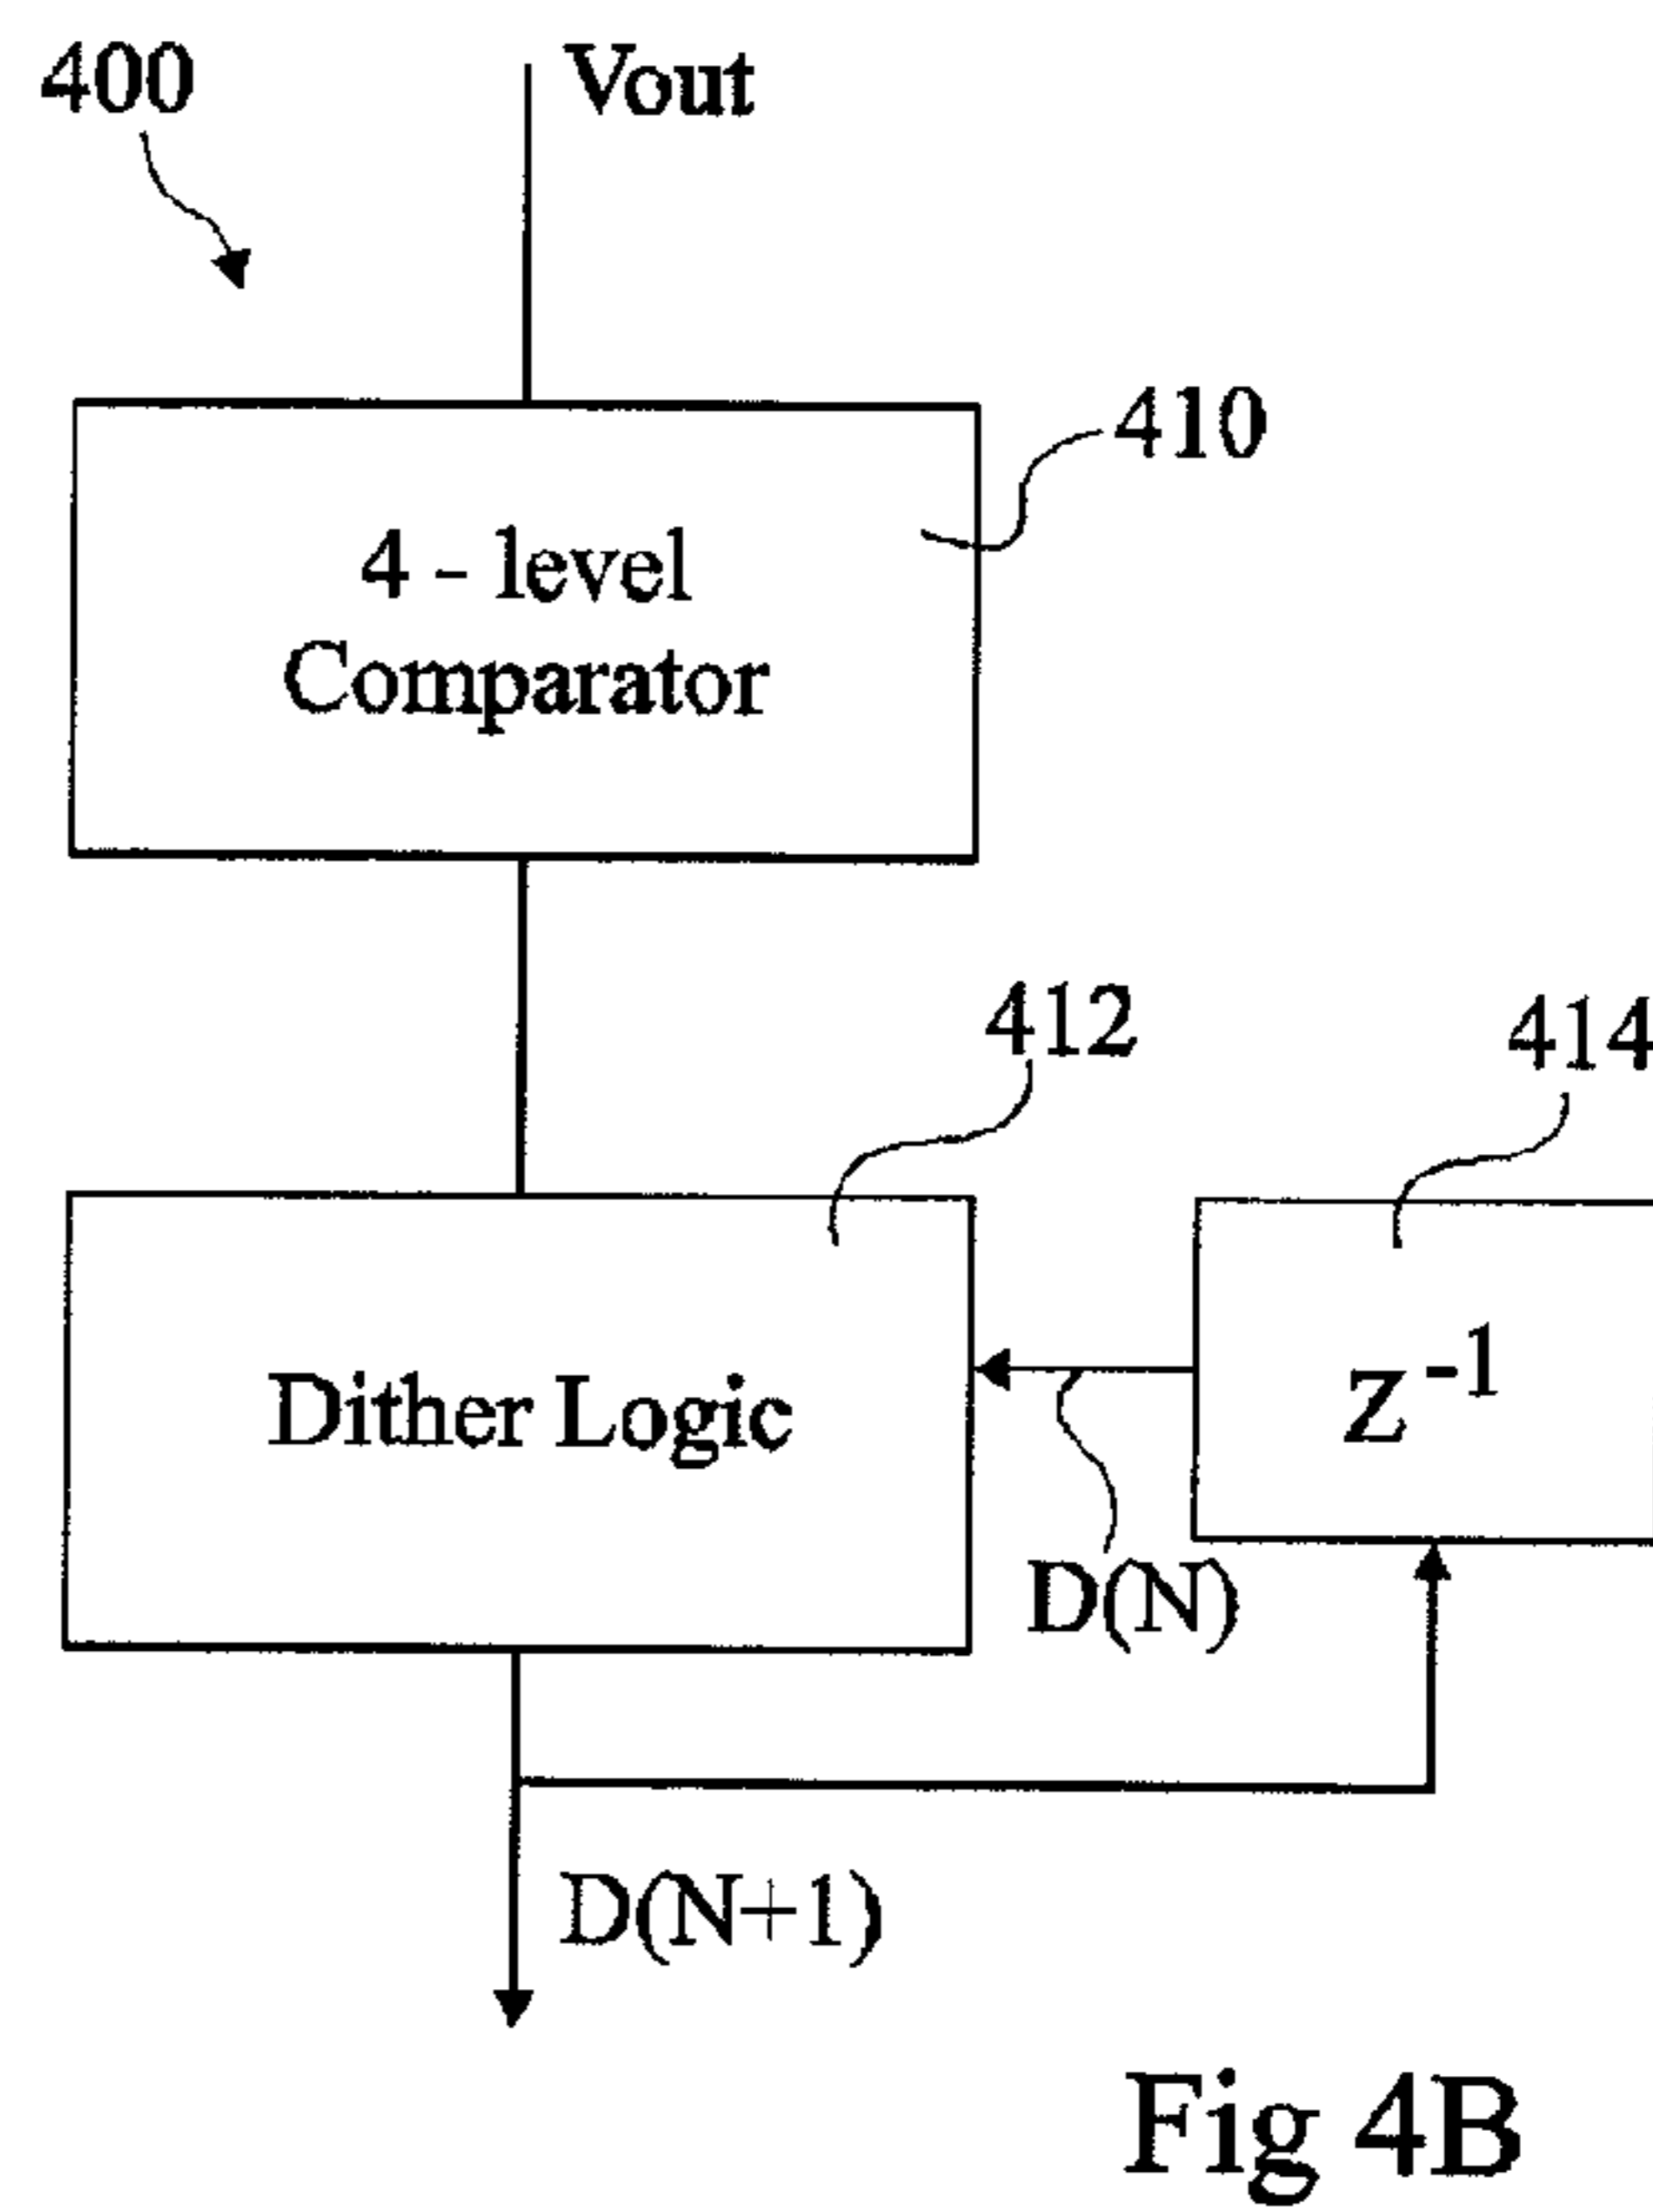 400
Vout
410
4 - level
Comparator
412
414
Dither Logic
z-1
D(N)
D(N+1)
Fig 4B